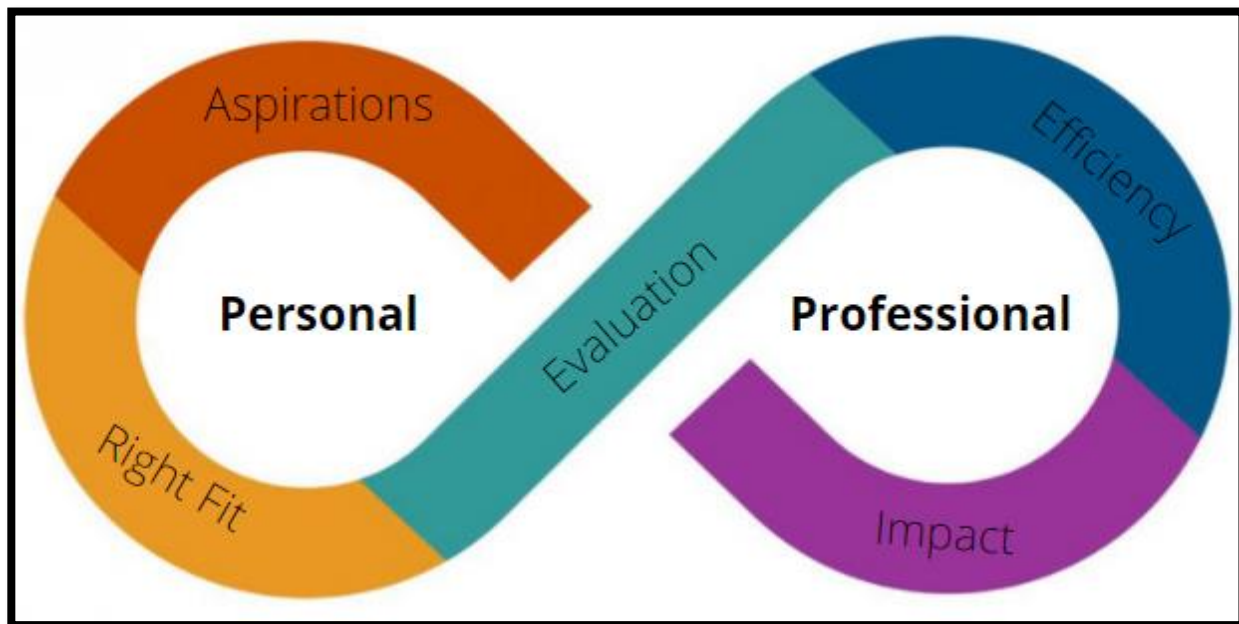 Aspirations
Efficiency
Personal
Professional
Evaluation
Right Fit
Impact